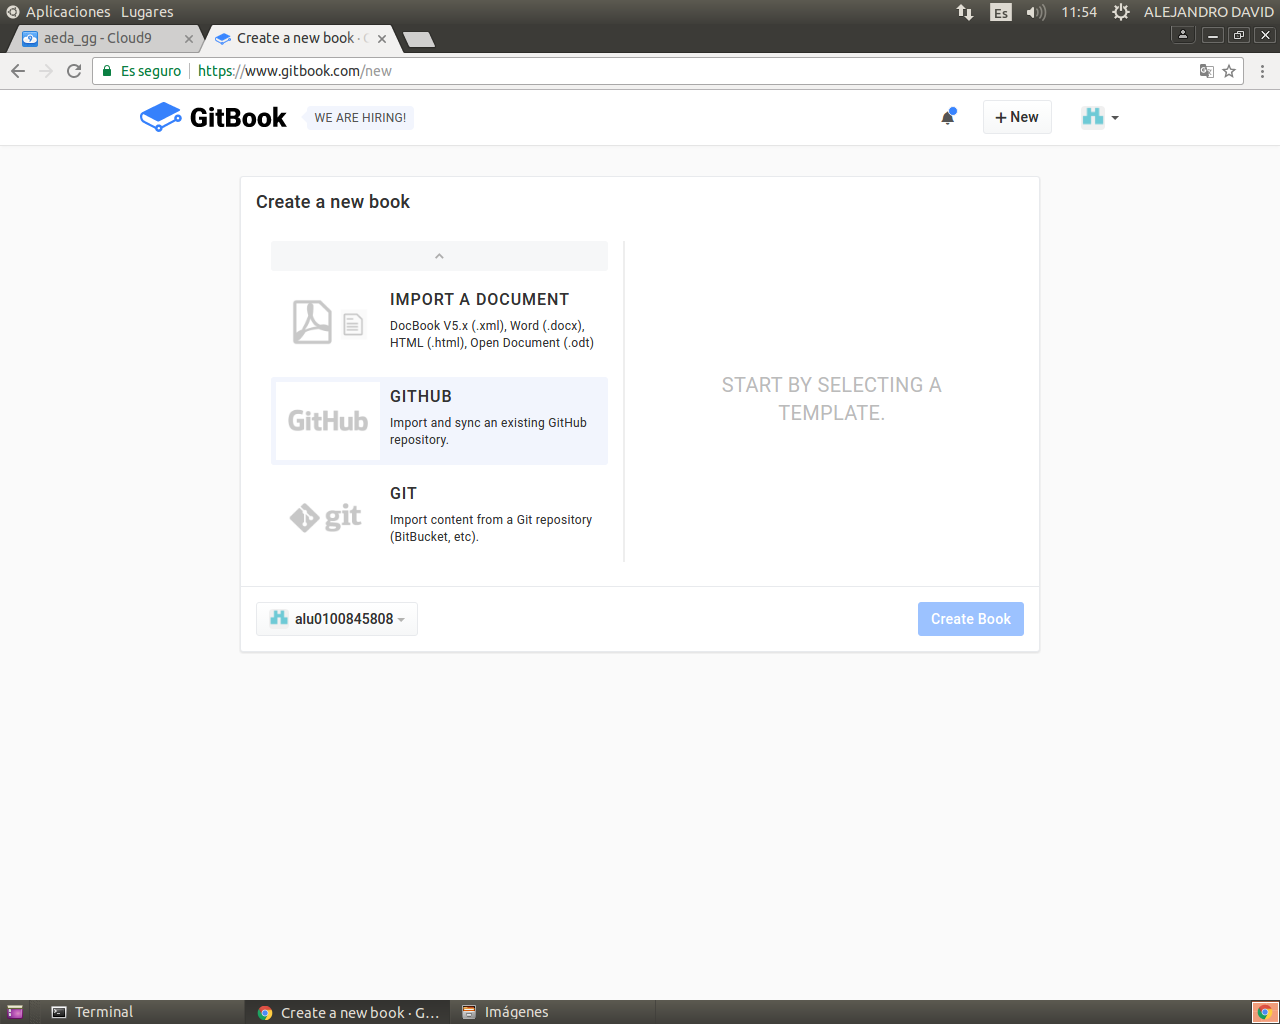 Aplicaciones Lugares
Es
11:54
ALEJANDRO DAVID
aeda_gg - Cloud9
Create a new book ·
Es seguro
https://www.gitbook.com/new
GitBook
WE ARE HIRING!
+ New
Create a new book
IMPORT A DOCUMENT
DocBook V5.x (.xml), Word (.docx),
HTML (.html), Open Document (.odt)
GitHub
GITHUB
Import and sync an existing GitHub
repository.
git
GIT
Import content from a Git repository
(BitBucket, etc).
START BY SELECTING A
TEMPLATE.
alu0100845808
Create Book
Terminal
Create a new book · G...
Imágenes